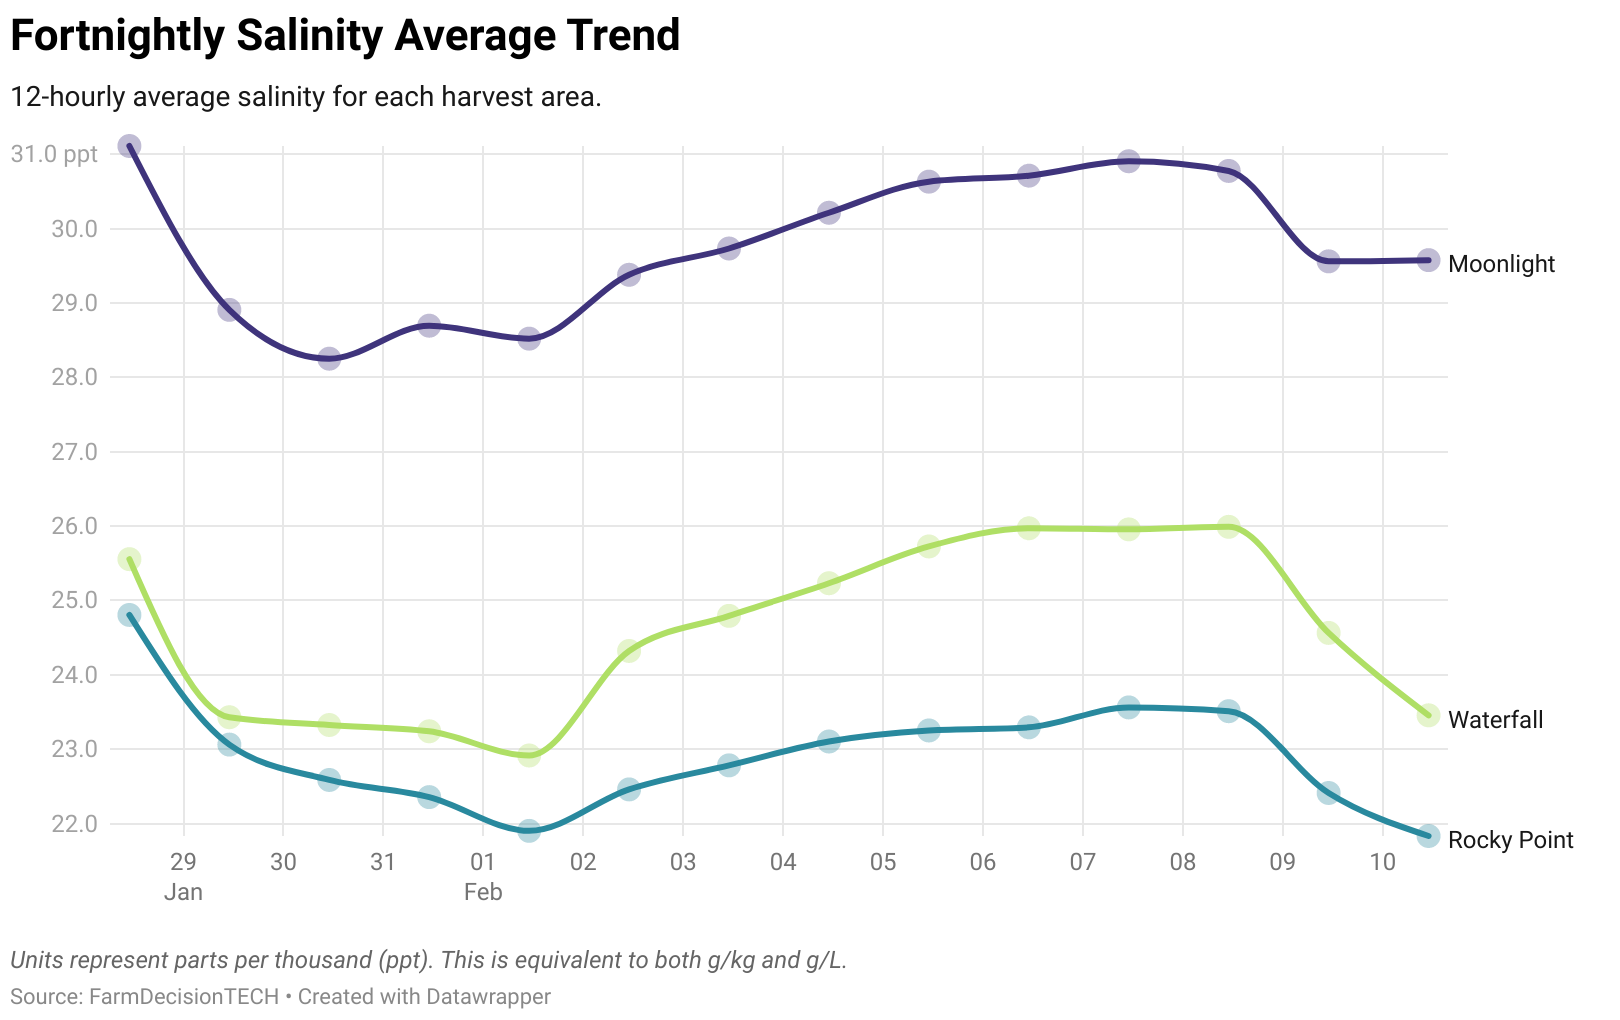 Fortnightly Salinity Average Trend
12-hourly average salinity for each harvest area.
31.0 ppt
30.0
29.0
28.0
27.0
26.0
25.0
24.0
23.0
22.0
Moonlight
Waterfall
Rocky Point
29 30 31 01 02 03 04 05 06 07 08 09 10
Jan Feb
Units represent parts per thousand (ppt). This is equivalent to both g/kg and g/L.
Source: FarmDecisionTECH • Created with Datawrapper